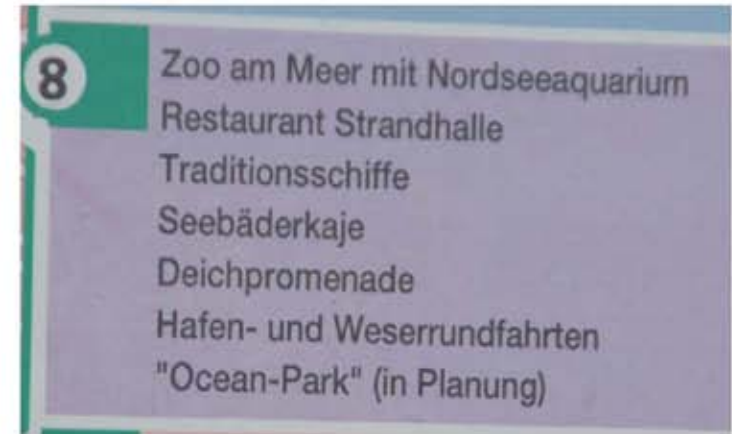 8
Zoo am Meer mit Nordseeaquarium
Restaurant Strandhalle
Traditionsschiffe
Seebäderkaje
Deichpromenade
Hafen- und Weserrundfahrten
"Ocean-Park" (in Planung)